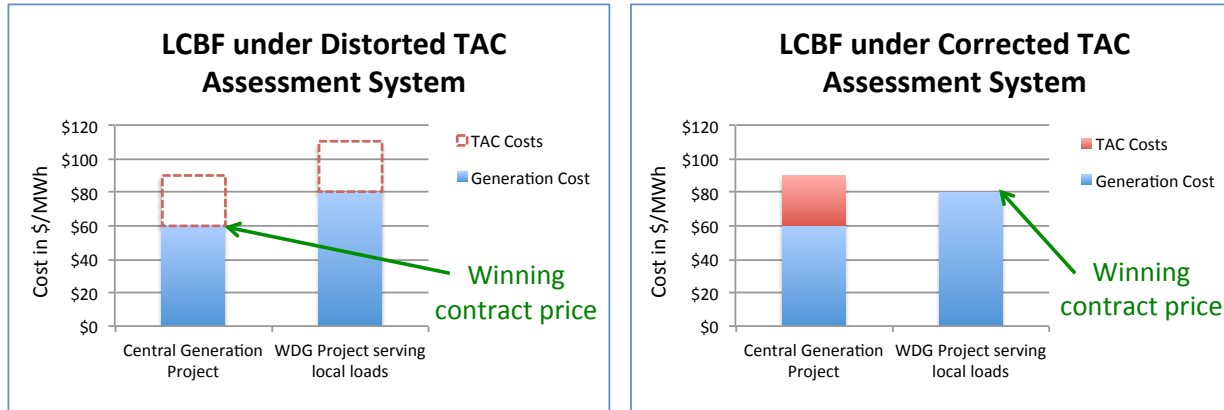 LCBF under Distorted TAC
Assessment System
Cost in $/MWh
$120
$100
$80
$60
$40
$20
$0
TAC Costs
Generation Cost
Winning
contract price
Central Generation
Project
WDG Project serving
local loads
LCBF under Corrected TAC
Assessment System
Cost in $/MWh
$120
$100
$80
$60
$40
$20
$0
TAC Costs
Generation Cost
Winning
contract price
Central Generation
Project
WDG Project serving
local loads